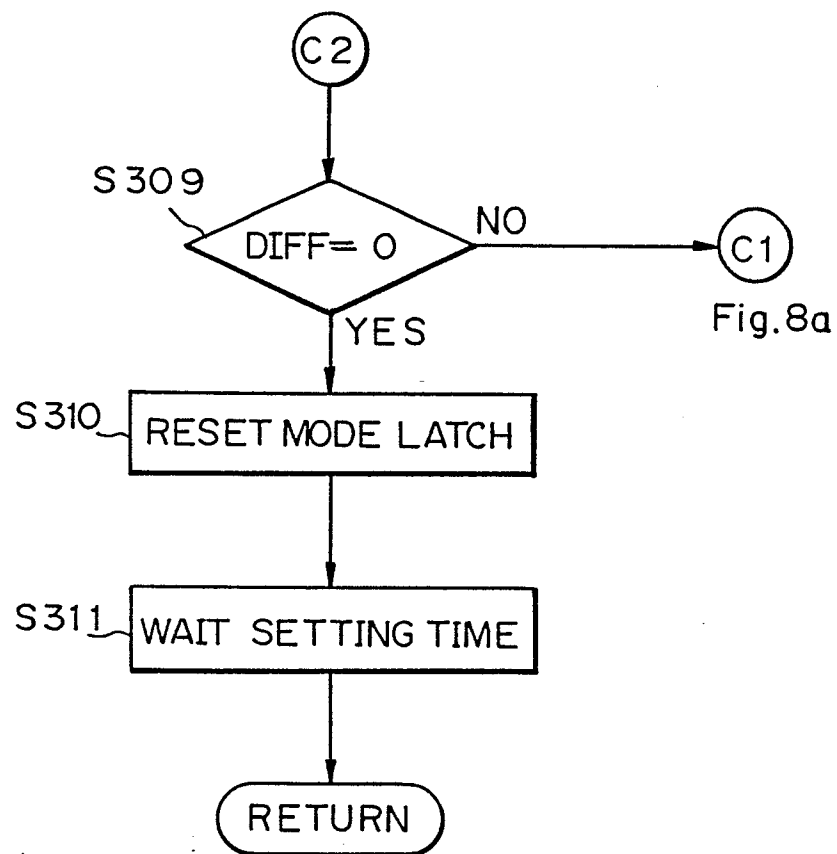 C2
S309
DIFF= 0
NO
C1
Fig.8a
YES
S310
RESET MODE LATCH
S311
WAIT SETTING TIME
RETURN